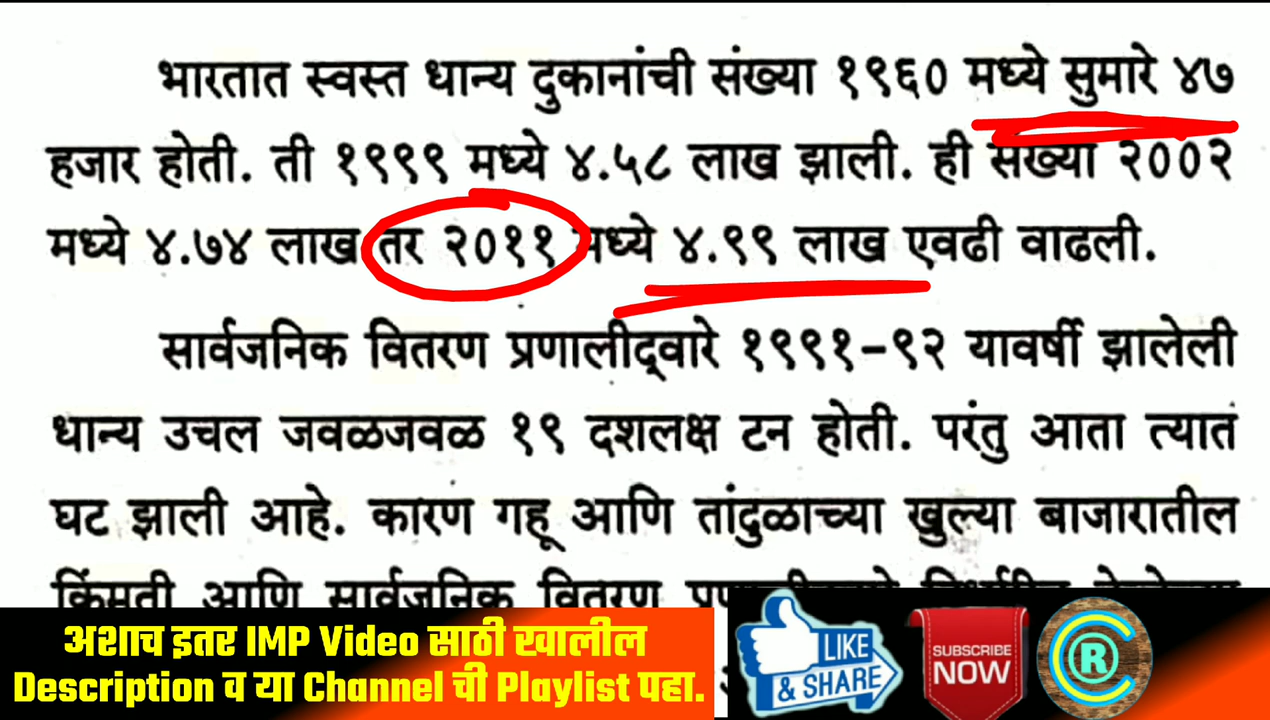 भारतात स्वस्त धान्य दुकानांची संख्या १९६० मध्ये सुमारे ४७
हजार होती. ती १९९९ मध्ये ४.५८ लाख झाली. ही संख्या २००२
मध्ये ४.७४ लाख तर २०११ मध्ये ४.९९ लाख एवढी वाढली.
सार्वजनिक वितरण प्रणालीद्वारे १९९१-९२ यावर्षी झालेली
धान्य उचल जवळजवळ १९ दशलक्ष टन होती. परंतु आता त्यात
घट झाली आहे. कारण गहू आणि तांदुळाच्या खुल्या बाजारातील
किंमती आणि सार्वजनिक वितरण
अशाच इतर IMP Video साठी खालील
Description व या Channel ची Playlist पहा.
LIKE
& SHARE
SUBSCRIBE
NOW
R